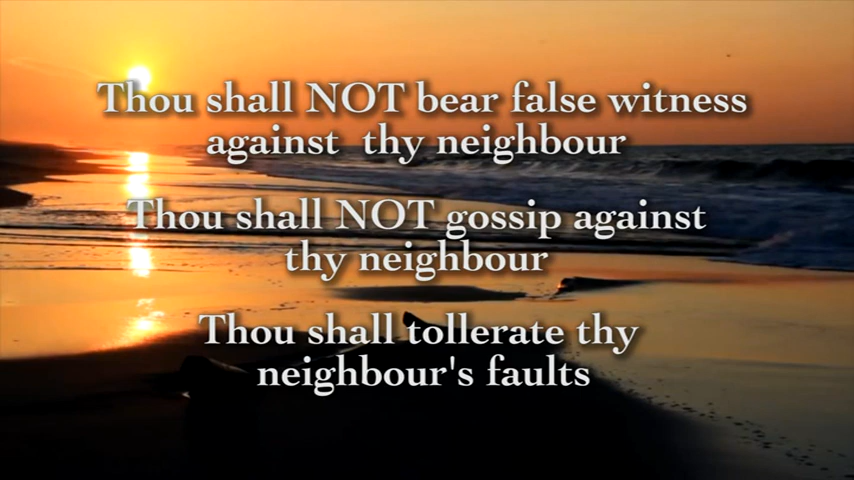 Thou shall NOT bear false witness
against thy neighbour
Thou shall NOT gossip against
thy neighbour
Thou shall tollerate thy
neighbour's faults